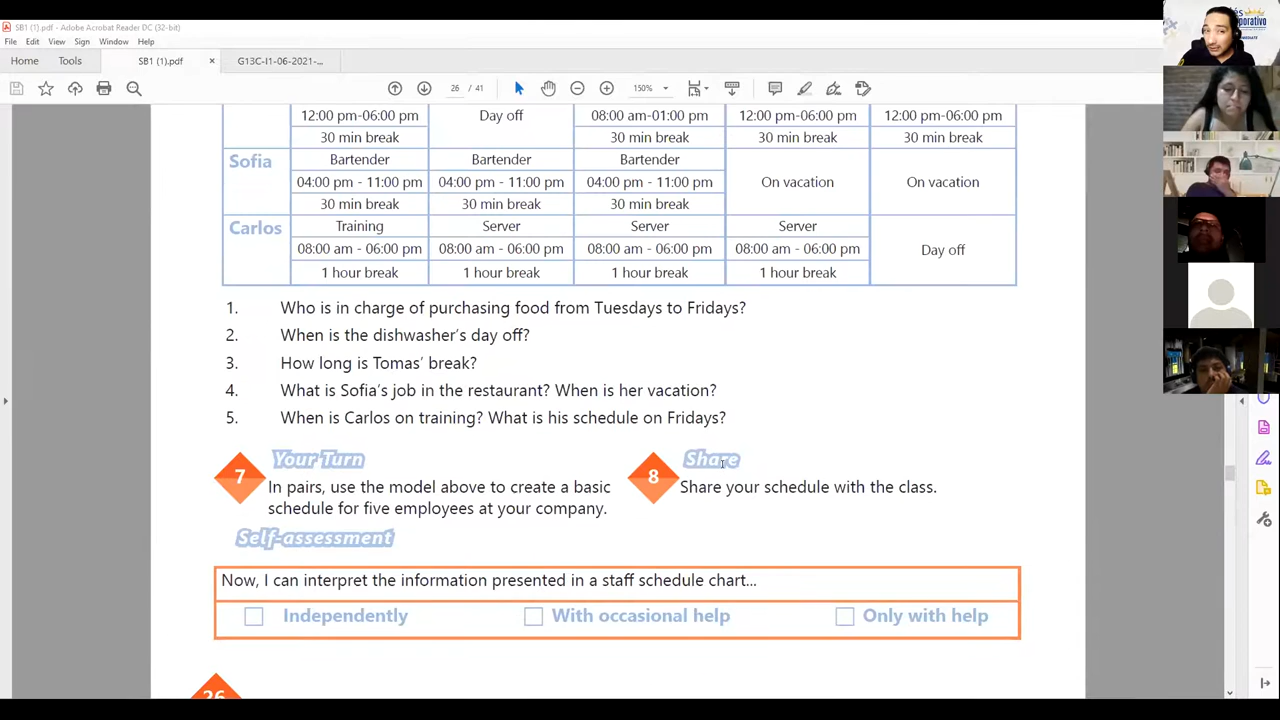 SB1 (1).pdf - Adobe Acrobat Reader DC (32-bit)
File Edit View Sign Window Help
Home Tools SB1 (1).pdf × G13C-I1-06-2021-...
26 / 41 150%
12:00 pm-06:00 pm Day off 08:00 am-01:00 pm 12:00 pm-06:00 pm 12:00 pm-06:00 pm
30 min break 30 min break 30 min break 30 min break
Sofia Bartender Bartender Bartender
04:00 pm - 11:00 pm 04:00 pm - 11:00 pm 04:00 pm - 11:00 pm On vacation On vacation
30 min break 30 min break 30 min break
Carlos Training Server Server Server
08:00 am - 06:00 pm 08:00 am - 06:00 pm 08:00 am - 06:00 pm 08:00 am - 06:00 pm Day off
1 hour break 1 hour break 1 hour break 1 hour break
1. Who is in charge of purchasing food from Tuesdays to Fridays?
2. When is the dishwasher's day off?
3. How long is Tomas' break?
4. What is Sofia's job in the restaurant? When is her vacation?
5. When is Carlos on training? What is his schedule on Fridays?
7 Your Turn
In pairs, use the model above to create a basic
schedule for five employees at your company.
8 Share
Share your schedule with the class.
Self-assessment
Now, I can interpret the information presented in a staff schedule chart...
Independently With occasional help Only with help
26